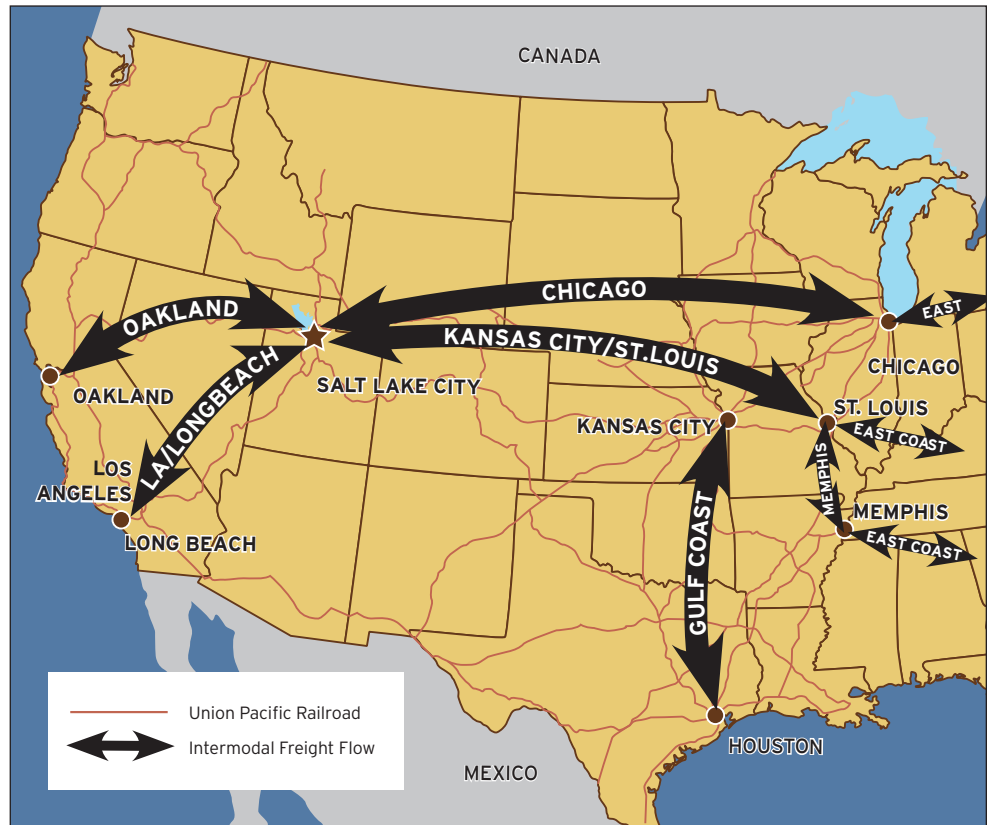 CANADA
OAKLAND
CHICAGO
EAST
KANSAS CITY/ST.LOUIS
CHICAGO
SALT LAKE CITY
OAKLAND
LA/LONGBEACH
ST. LOUIS
KANSAS CITY
EAST COAST
LOS
ANGELES
MEMPHIS
MEMPHIS
LONG BEACH
EAST COAST
GULF COAST
Union Pacific Railroad
Intermodal Freight Flow
HOUSTON
MEXICO